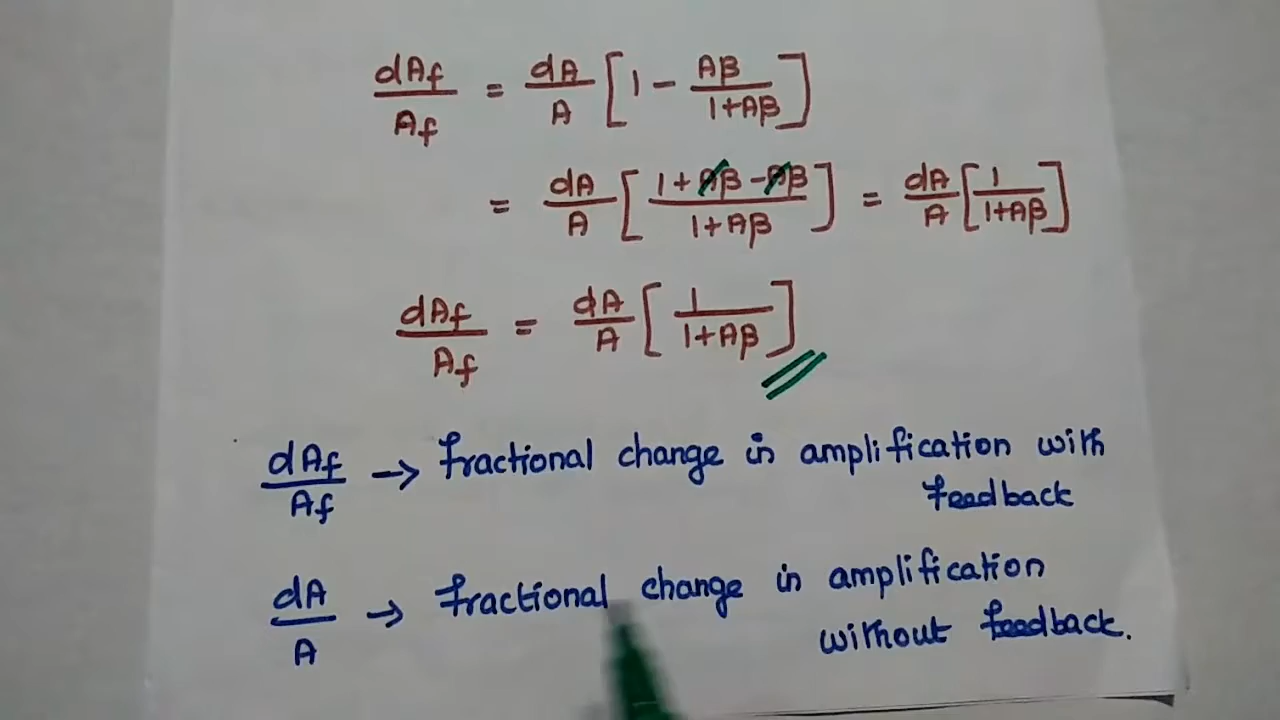 dAf/Af = dA/A [1 - Aβ/1+Aβ]
= dA/A [1+Aβ-Aβ/1+Aβ] = dA/A [1/1+Aβ]
dAf/Af = dA/A [1/1+Aβ]
dAf/Af → fractional change in amplification with
feedback
dA/A → fractional change in amplification
without feedback.